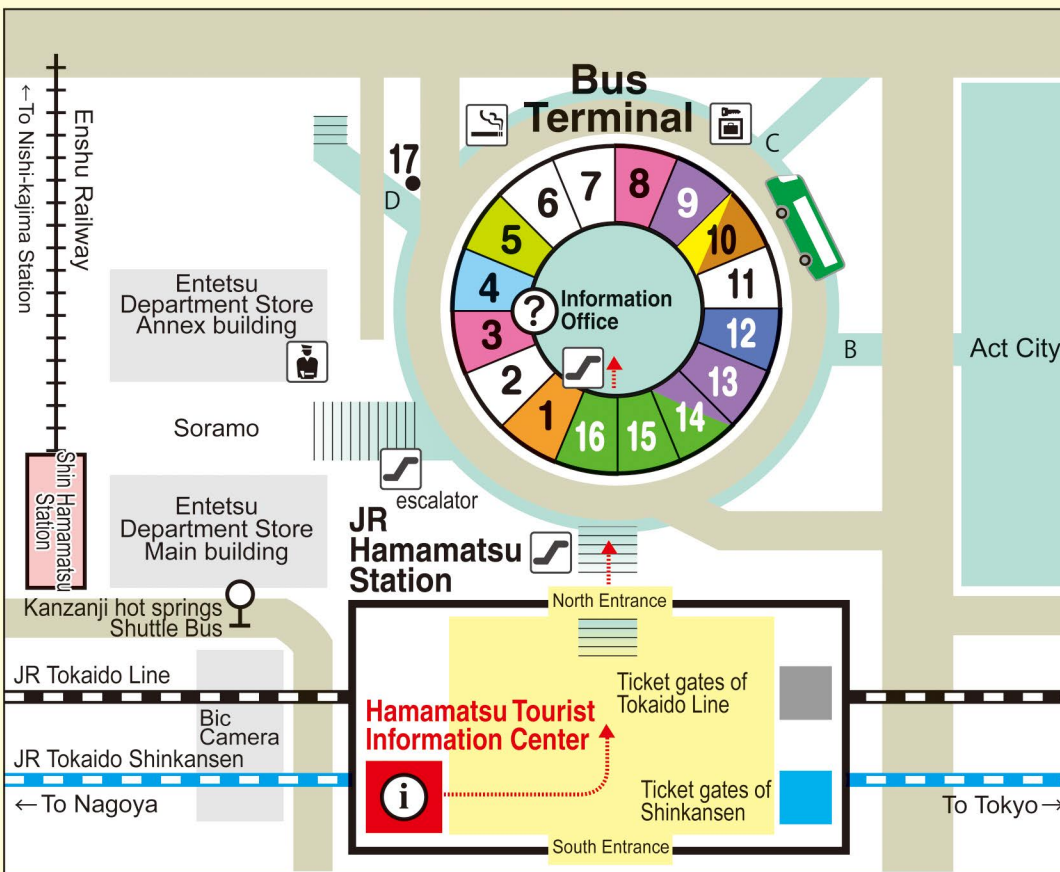 ←To Nishi-kajima Station
Enshu Railway
Bus
Terminal
17
C
D
8
7
9
6
10
5
11
4
12
3
13
2
14
1
16
15
?
Information
Office
B
Act City
Entetsu
Department Store
Annex building
Soramo
escalator
Shin Hamamatsu
Station
Entetsu
Department Store
Main building
JR
Hamamatsu
Station
Kanzanji hot springs
Shuttle Bus
North Entrance
JR Tokaido Line
Ticket gates of
Tokaido Line
Bic
Camera
Hamamatsu Tourist
Information Center
JR Tokaido Shinkansen
i
Ticket gates of
Shinkansen
←To Nagoya
To Tokyo→
South Entrance